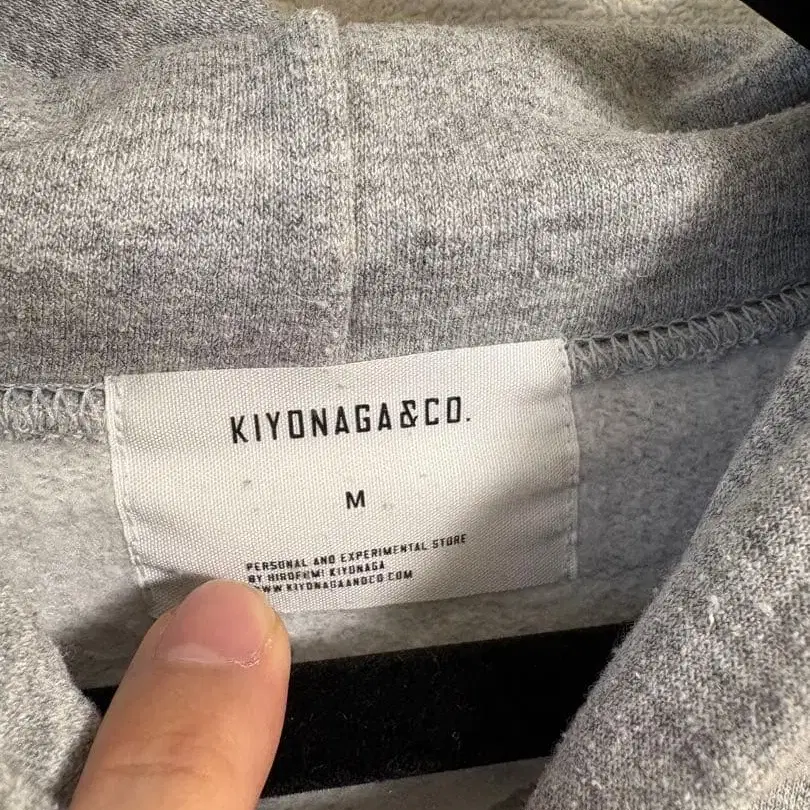 KIYONAGA&CO.
M
PERSONAL AND EXPERIMENTAL STORE
BY HIROFUMI KIYONAGA
WWW.KIYONAGAANDCO.COM